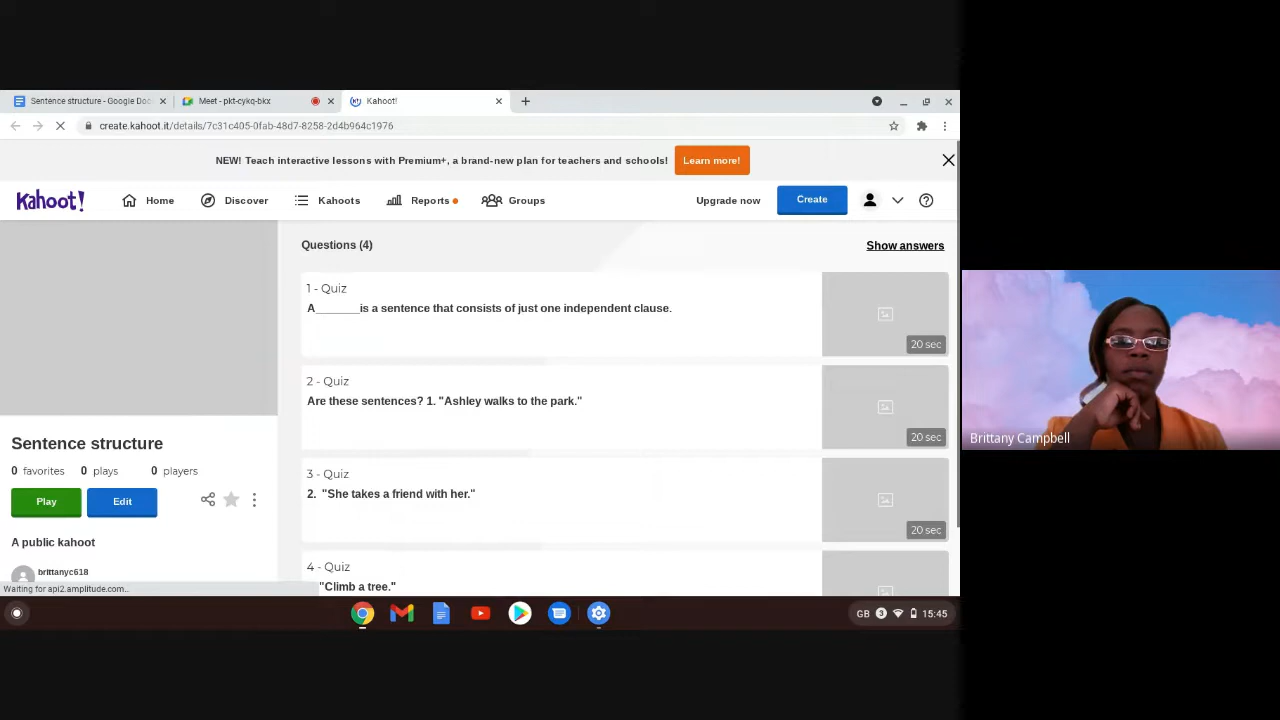 Sentence structure - Google Doc
Meet - pkt-cykq-bkx
Kahoot!
create.kahoot.it/details/7c31c405-0fab-48d7-8258-2d4b964c1976
NEW! Teach interactive lessons with Premium+, a brand-new plan for teachers and schools!
Learn more!
Kahoot!
Home
Discover
Kahoots
Reports
Groups
Upgrade now
Create
Questions (4)
Show answers
1 - Quiz
A_______is a sentence that consists of just one independent clause.
20 sec
2 - Quiz
Are these sentences? 1. "Ashley walks to the park."
20 sec
3 - Quiz
2. "She takes a friend with her."
20 sec
4 - Quiz
"Climb a tree."
Sentence structure
0 favorites 0 plays 0 players
Play
Edit
A public kahoot
brittanyc618
Waiting for api2.amplitude.com...
Brittany Campbell
GB 3 15:45